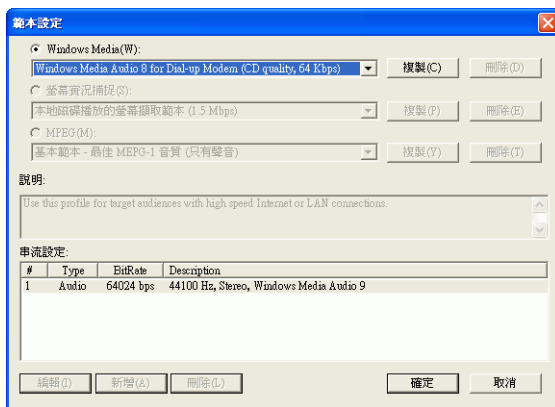 範本設定
Windows Media(W):
Windows Media Audio 8 for Dial-up Modem (CD quality, 64 Kbps) 複製(C) 刪除(D)
螢幕實況捕捉(S):
本地磁碟播放的螢幕擷取範本 (1.5 Mbps) 複製(P) 刪除(E)
MPEG(M):
基本範本 - 最佳 MEPG-1 音質 (只有聲音) 複製(Y) 刪除(T)
說明:
Use this profile for target audiences with high speed Internet or LAN connections.
串流設定:
# Type BitRate Description
1 Audio 64024 bps 44100 Hz, Stereo, Windows Media Audio 9
編輯(I) 新增(A) 刪除(L) 確定 取消